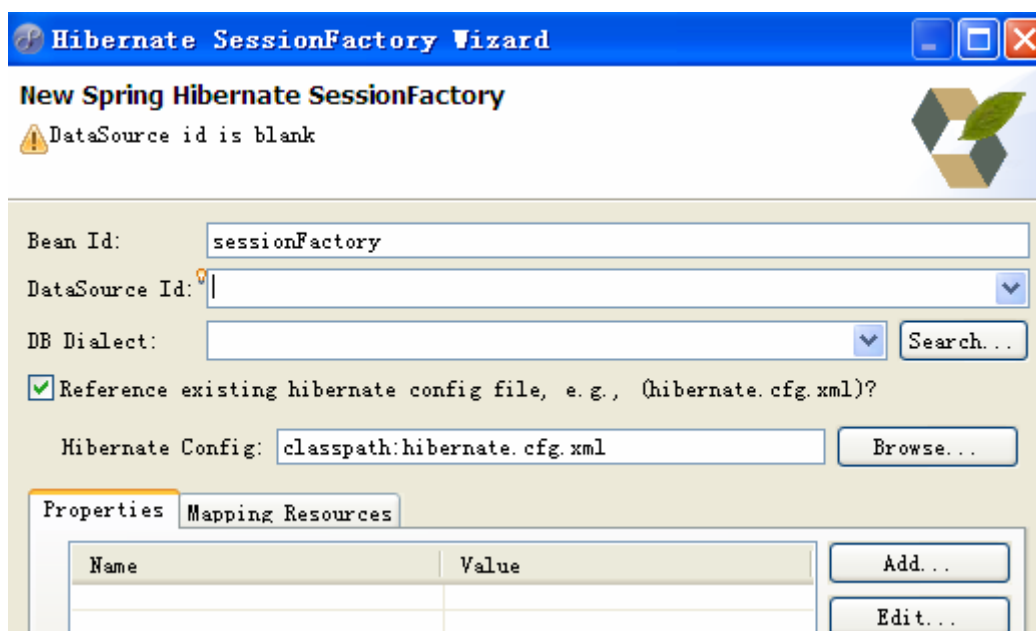 Hibernate SessionFactory Wizard
New Spring Hibernate SessionFactory
DataSource id is blank
Bean Id: sessionFactory
DataSource Id:
DB Dialect: Search...
Reference existing hibernate config file, e.g., (hibernate.cfg.xml)?
Hibernate Config: classpath:hibernate.cfg.xml Browse...
Properties Mapping Resources
Name Value Add...
Edit...